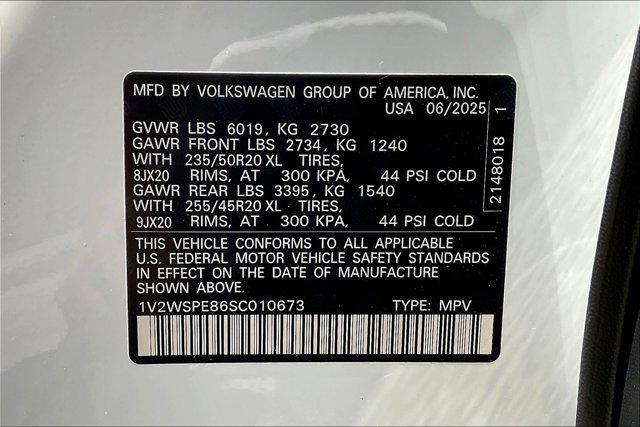 MFD BY VOLKSWAGEN GROUP OF AMERICA, INC.
USA 06/2025
GVWR LBS 6019, KG 2730
GAWR FRONT LBS 2734, KG 1240
WITH 235/50R20 XL TIRES,
8JX20 RIMS, AT 300 KPA, 44 PSI COLD
GAWR REAR LBS 3395, KG 1540
WITH 255/45R20 XL TIRES,
9JX20 RIMS, AT 300 KPA, 44 PSI COLD
THIS VEHICLE CONFORMS TO ALL APPLICABLE
U.S. FEDERAL MOTOR VEHICLE SAFETY STANDARDS
IN EFFECT ON THE DATE OF MANUFACTURE
SHOWN ABOVE.
1V2WSPE86SC010673 TYPE: MPV
2148018 1